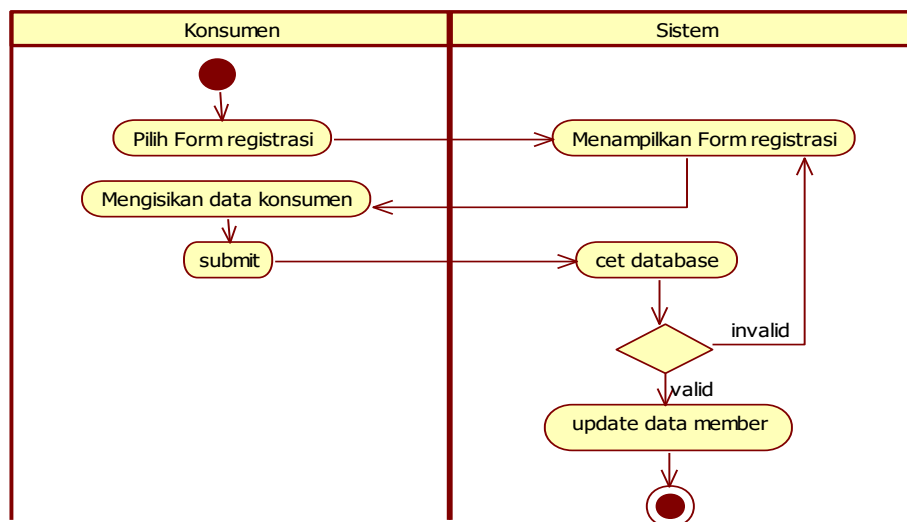 Konsumen
Sistem
Pilih Form registrasi
Menampilkan Form registrasi
Mengisikan data konsumen
submit
cet database
invalid
valid
update data member